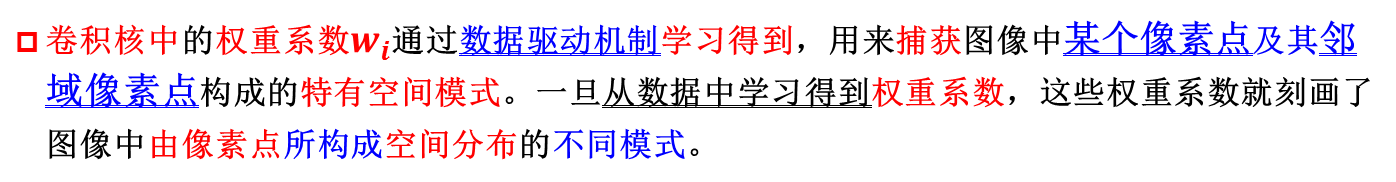 卷积核中的权重系数wᵢ通过数据驱动机制学习得到，用来捕获图像中某个像素点及其邻
域像素点构成的特有空间模式。一旦从数据中学习得到权重系数，这些权重系数就刻画了
图像中由像素点所构成空间分布的不同模式。